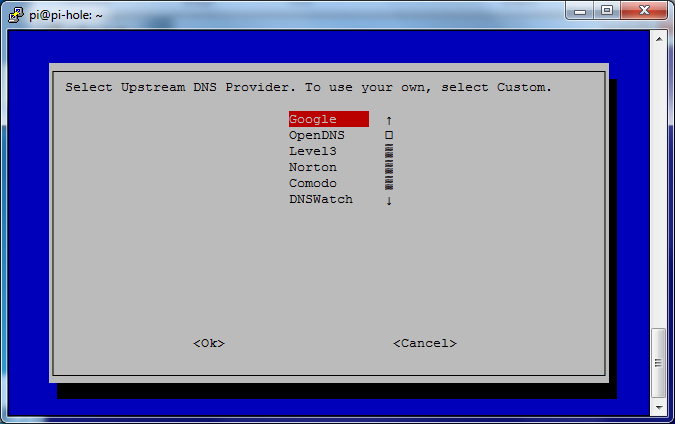 pi@pi-hole: ~
Select Upstream DNS Provider. To use your own, select Custom.
Google ↑
OpenDNS
Level3
Norton
Comodo
DNSWatch ↓
<Ok> <Cancel>